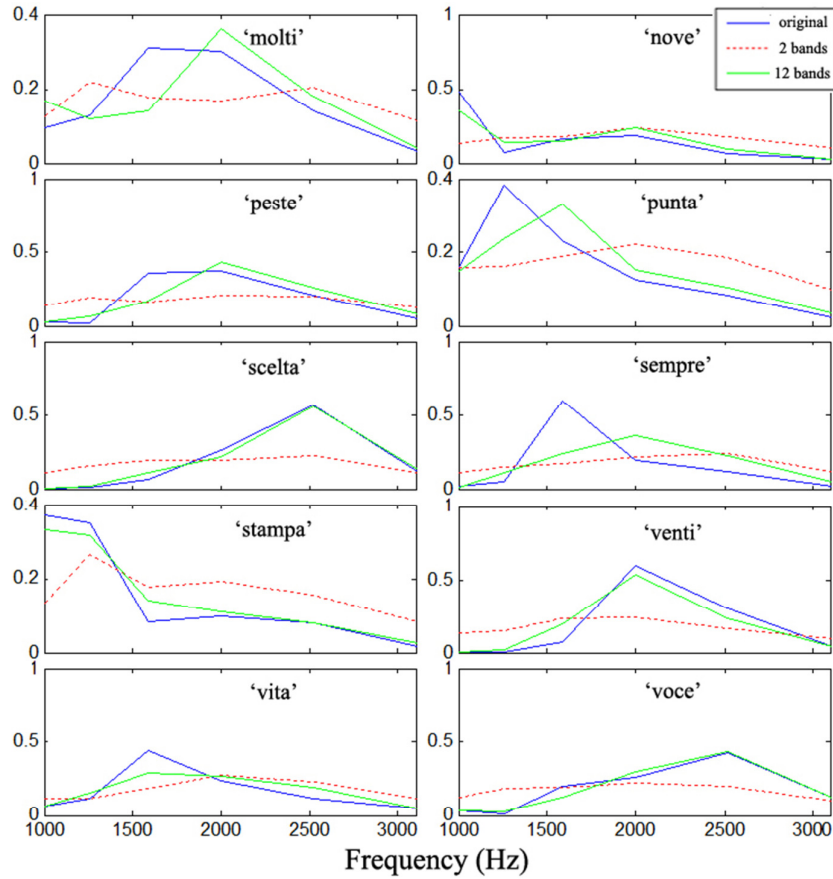 ‘molti’
0.4
0.2
0
‘nove’
1
0.5
0
original
2 bands
12 bands
‘peste’
1
0.5
0
‘punta’
0.4
0.2
0
‘scelta’
1
0.5
0
‘sempre’
1
0.5
0
‘stampa’
0.4
0.2
0
‘venti’
1
0.5
0
‘vita’
1
0.5
0
1000 1500 2000 2500 3000
‘voce’
1
0.5
0
1000 1500 2000 2500 3000
Frequency (Hz)